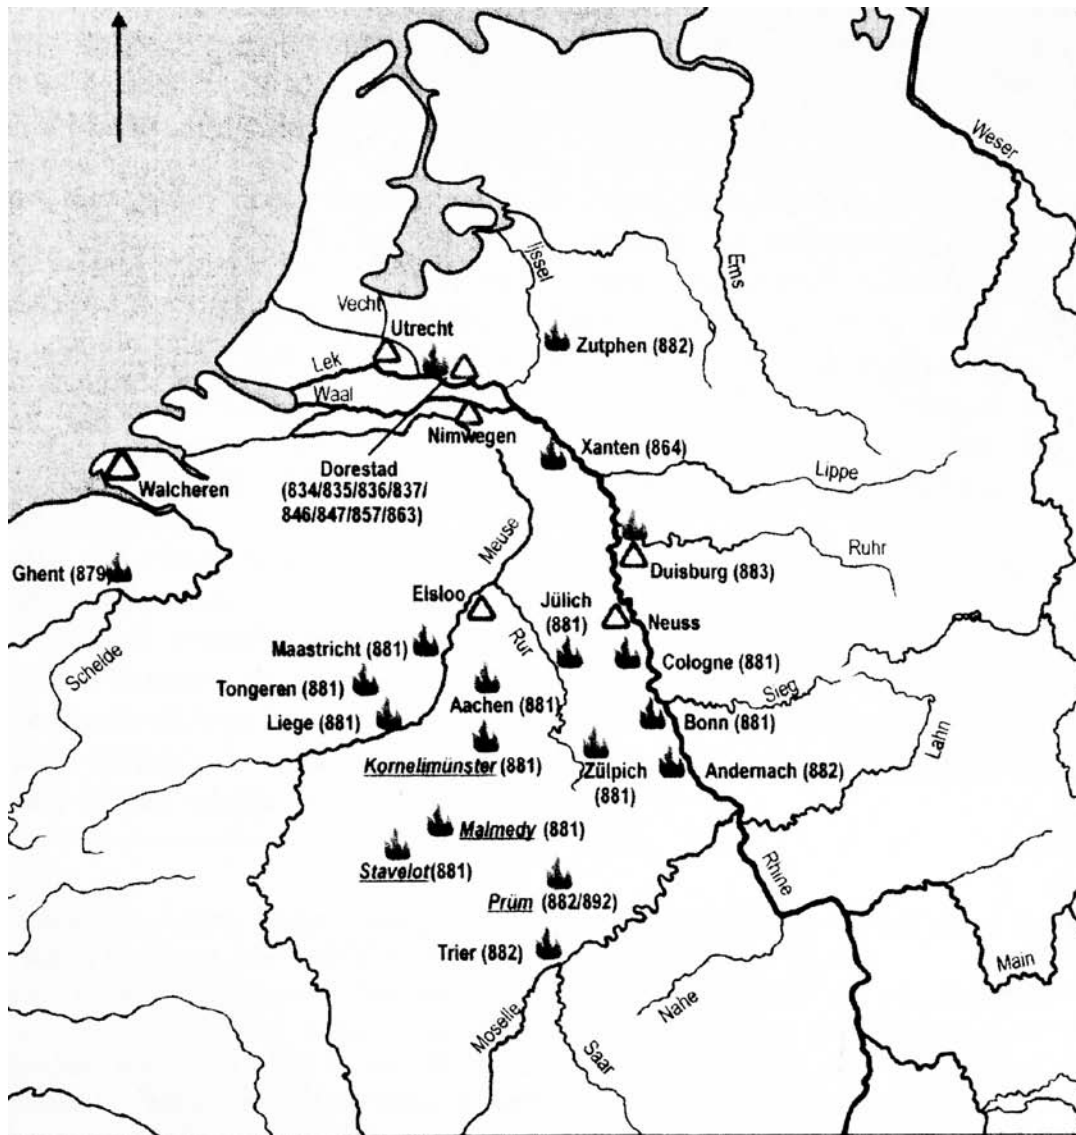 Weser
Ems
Ijssel
Vecht
Utrecht
Zutphen (882)
Lek
Waal
Nimwegen
Xanten (864)
Dorestad
(834/835/836/837/
846/847/857/863)
Lippe
Walcheren
Meuse
Ruhr
Ghent (879)
Duisburg (883)
Elsloo
Jülich
(881)
Neuss
Rur
Schelde
Maastricht (881)
Cologne (881)
Tongeren (881)
Aachen (881)
Sieg
Liege (881)
Bonn (881)
Lahn
Kornelimünster (881)
Zülpich
(881)
Andernach (882)
Malmedy (881)
Stavelot (881)
Rhine
Prüm (882/892)
Trier (882)
Main
Nahe
Moselle
Saar